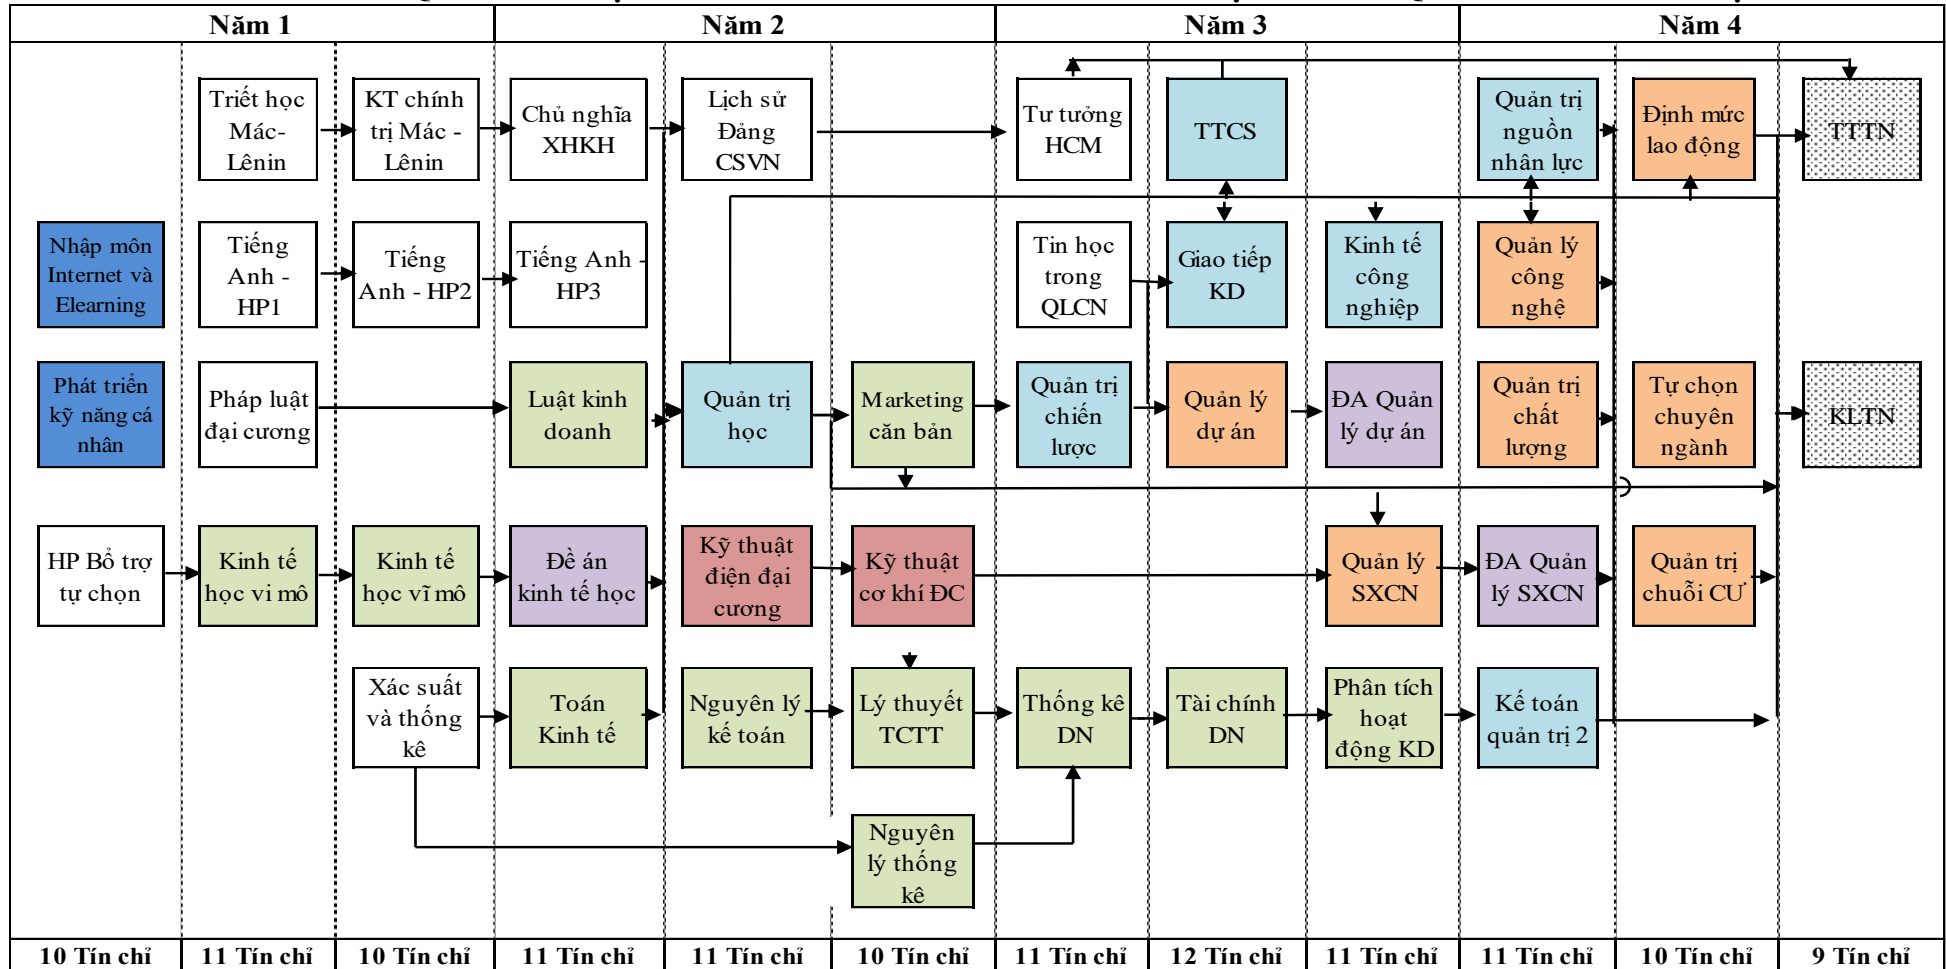 Năm 1
Năm 2
Năm 3
Năm 4
Triết học
Mác-
Lênin
KT chính
trị Mác -
Lênin
Chủ nghĩa
XHKH
Lịch sử
Đảng
CSVN
Tư tưởng
HCM
TTCS
Quản trị
nguồn
nhân lực
Định mức
lao động
TTTN
Nhập môn
Internet và
Elearning
Tiếng
Anh -
HP1
Tiếng
Anh - HP2
Tiếng Anh -
HP3
Tin học
trong
QLCN
Giao tiếp
KD
Kinh tế
công
nghiệp
Quản lý
công
nghệ
Phát triển
kỹ năng cá
nhân
Pháp luật
đại cương
Luật kinh
doanh
Quản trị
học
Marketing
căn bản
Quản trị
chiến
lược
Quản lý
dự án
ĐA Quản
lý dự án
Quản trị
chất
lượng
Tự chọn
chuyên
ngành
KLTN
HP Bổ trợ
tự chọn
Kinh tế
học vi mô
Kinh tế
học vĩ mô
Đề án
kinh tế học
Kỹ thuật
điện đại
cương
Kỹ thuật
cơ khí ĐC
Quản lý
SXCN
ĐA Quản
lý SXCN
Quản trị
chuỗi CƯ
Xác suất
và thống
kê
Toán
Kinh tế
Nguyên lý
kế toán
Lý thuyết
TCTT
Thống kê
DN
Tài chính
DN
Phân tích
hoạt
động KD
Kế toán
quản trị 2
Nguyên
lý thống
kê
10 Tín chỉ
11 Tín chỉ
10 Tín chỉ
11 Tín chỉ
11 Tín chỉ
10 Tín chỉ
11 Tín chỉ
12 Tín chỉ
11 Tín chỉ
11 Tín chỉ
10 Tín chỉ
9 Tín chỉ